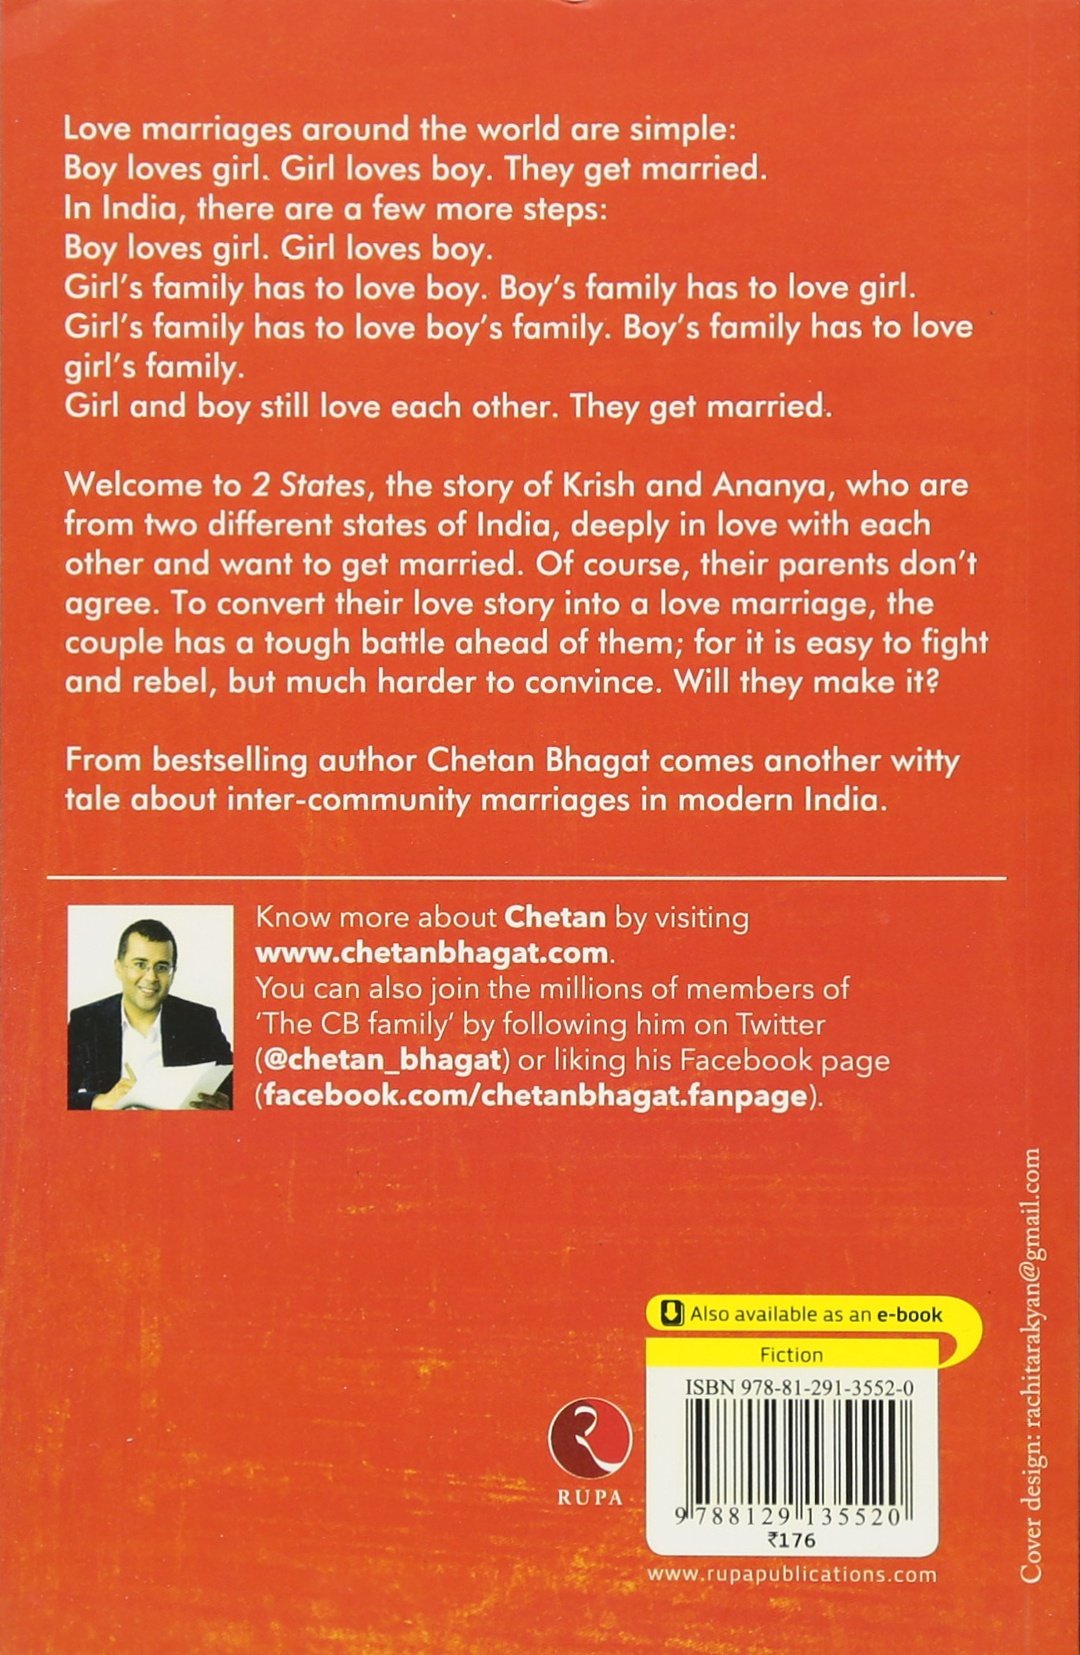 Love marriages around the world are simple:
Boy loves girl. Girl loves boy. They get married.
In India, there are a few more steps:
Boy loves girl. Girl loves boy.
Girl’s family has to love boy. Boy’s family has to love girl.
Girl’s family has to love boy’s family. Boy’s family has to love
girl’s family.
Girl and boy still love each other. They get married.
Welcome to 2 States, the story of Krish and Ananya, who are
from two different states of India, deeply in love with each
other and want to get married. Of course, their parents don’t
agree. To convert their love story into a love marriage, the
couple has a tough battle ahead of them; for it is easy to fight
and rebel, but much harder to convince. Will they make it?
From bestselling author Chetan Bhagat comes another witty
tale about inter-community marriages in modern India.
Know more about Chetan by visiting
www.chetanbhagat.com.
You can also join the millions of members of
‘The CB family’ by following him on Twitter
(@chetan_bhagat) or liking his Facebook page
(facebook.com/chetanbhagat.fanpage).
Cover design: rachitarakyan@gmail.com
Also available as an e-book
Fiction
ISBN 978-81-291-3552-0
9 788129 135520
₹176
RUPA
www.rupapublications.com